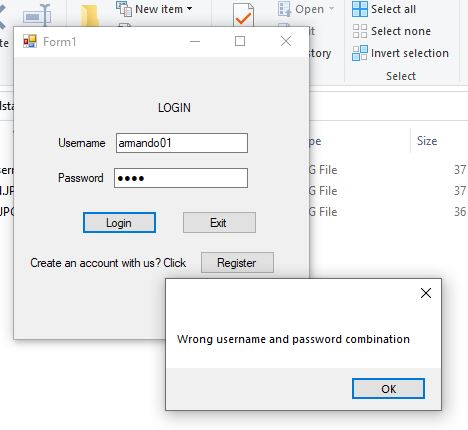 New item
Open
Select all
Select none
Invert selection
Select
Form1
LOGIN
Username
armando01
Password
••••
Login
Exit
Create an account with us? Click
Register
Size
File
37
File
37
File
36
Wrong username and password combination
OK